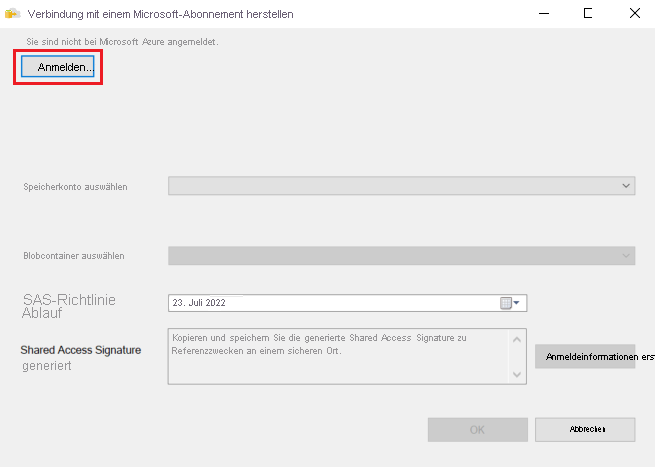 Verbindung mit einem Microsoft-Abonnement herstellen
Sie sind nicht bei Microsoft Azure angemeldet.
Anmelden...
Speicherkonto auswählen
Blobcontainer auswählen
SAS-Richtlinie
Ablauf
23. Juli 2022
Shared Access Signature
generiert
Kopieren und speichern Sie die generierte Shared Access Signature zu
Referenzzwecken an einem sicheren Ort.
Anmeldeinformationen ers
OK
Abbrechen